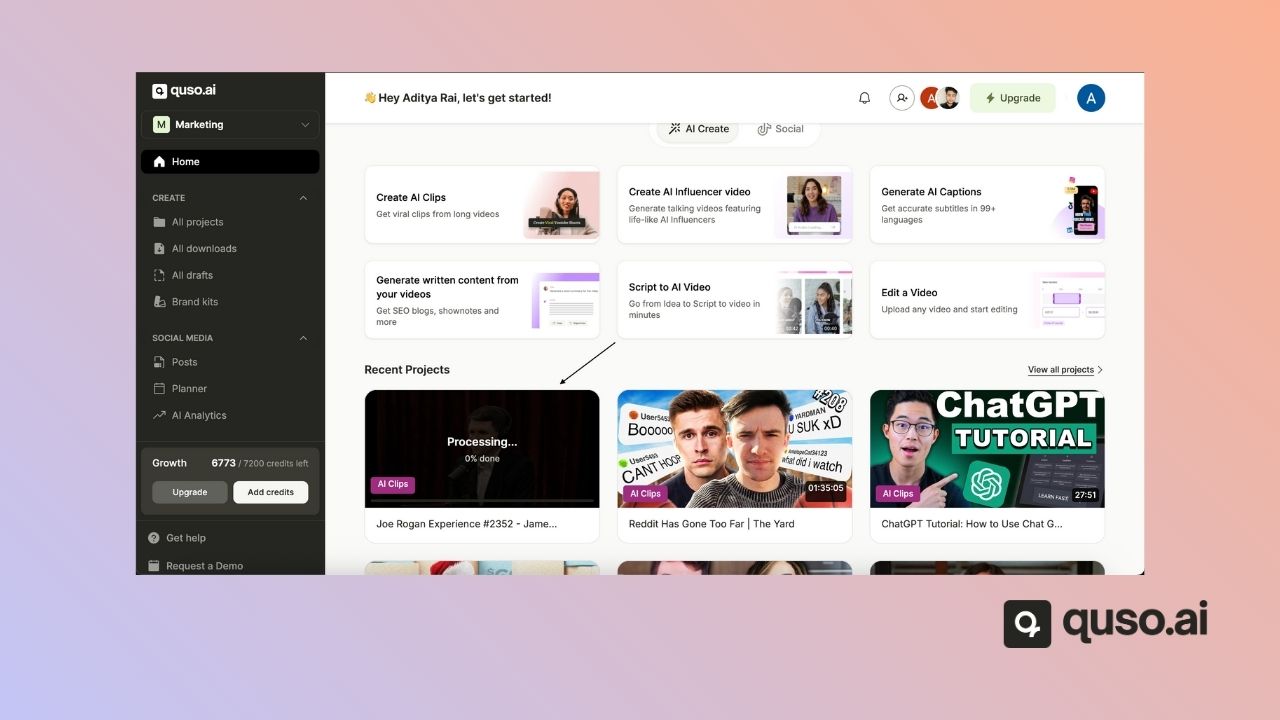 quso.ai
M Marketing
Home
CREATE
All projects
All downloads
All drafts
Brand kits
SOCIAL MEDIA
Posts
Planner
AI Analytics
Growth 6773 / 7200 credits left
Upgrade Add credits
Get help
Request a Demo
👋 Hey Aditya Rai, let's get started!
A
Upgrade
A
AI Create Social
Create AI Clips
Get viral clips from long videos
Create AI Influencer video
Generate talking videos featuring
life-like AI Influencers
Generate AI Captions
Get accurate subtitles in 99+
languages
Generate written content from
your videos
Get SEO blogs, shownotes and
more
Script to AI Video
Go from Idea to Script to video in
minutes
00:42 00:40
Edit a Video
Upload any video and start editing
Recent Projects
View all projects
Processing...
0% done
AI Clips
Joe Rogan Experience #2352 - Jame...
#208
YARDMAN
U SUK xD
Booooo
CANT HOOP
what did i watch
AI Clips
01:35:05
Reddit Has Gone Too Far | The Yard
ChatGPT
TUTORIAL
LEARN FAST
AI Clips
27:51
ChatGPT Tutorial: How to Use Chat G...
quso.ai